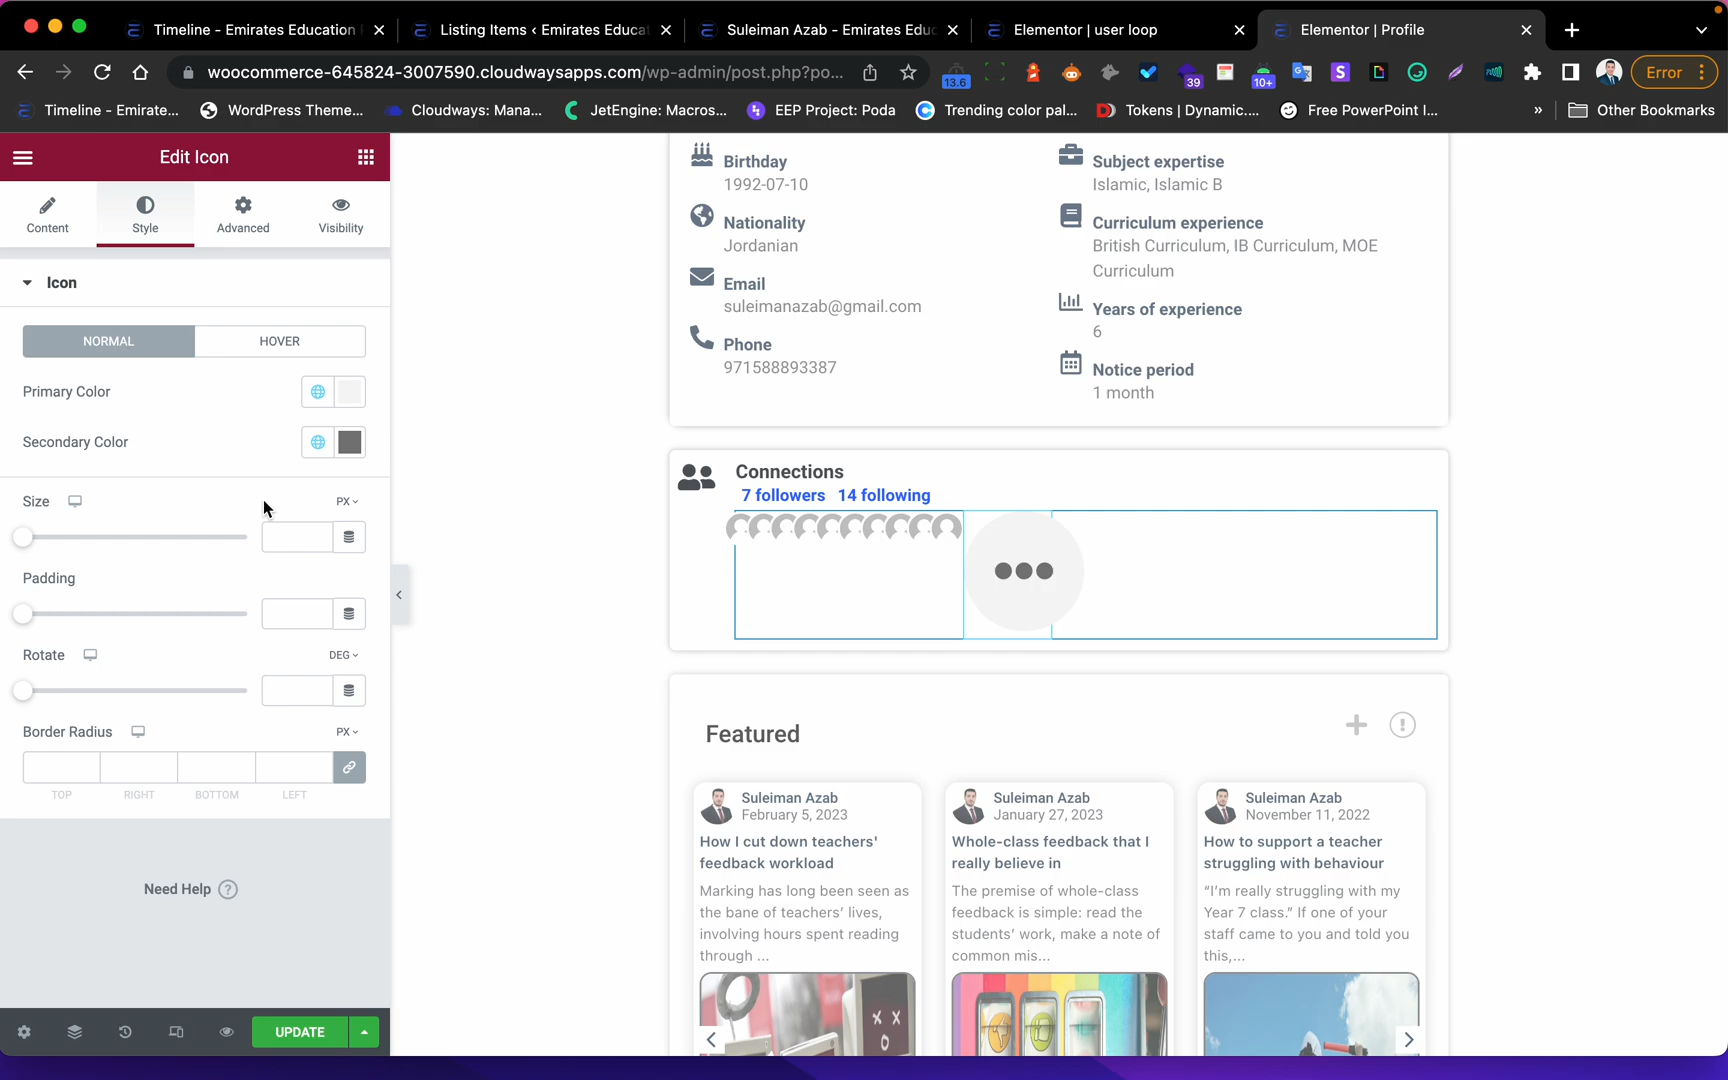 Timeline - Emirates Education
Listing Items ‹ Emirates Educat
Suleiman Azab - Emirates Educ
Elementor | user loop
Elementor | Profile
woocommerce-645824-3007590.cloudwaysapps.com/wp-admin/post.php?po...
13.6
39
10+
Error
Timeline - Emirate...
WordPress Theme...
Cloudways: Mana...
JetEngine: Macros...
EEP Project: Poda
Trending color pal...
Tokens | Dynamic....
Free PowerPoint I...
»
Other Bookmarks
Edit Icon
Content
Style
Advanced
Visibility
Icon
NORMAL
HOVER
Primary Color
Secondary Color
Size
PX
Padding
Rotate
DEG
Border Radius
PX
TOP
RIGHT
BOTTOM
LEFT
Need Help ?
UPDATE
Birthday
1992-07-10
Nationality
Jordanian
Email
suleimanazab@gmail.com
Phone
971588893387
Subject expertise
Islamic, Islamic B
Curriculum experience
British Curriculum, IB Curriculum, MOE
Curriculum
Years of experience
6
Notice period
1 month
Connections
7 followers 14 following
Featured
Suleiman Azab
February 5, 2023
How I cut down teachers'
feedback workload
Marking has long been seen as
the bane of teachers' lives,
involving hours spent reading
through ...
Suleiman Azab
January 27, 2023
Whole-class feedback that I
really believe in
The premise of whole-class
feedback is simple: read the
students' work, make a note of
common mis...
Suleiman Azab
November 11, 2022
How to support a teacher
struggling with behaviour
“I'm really struggling with my
Year 7 class.” If one of your
staff came to you and told you
this,...